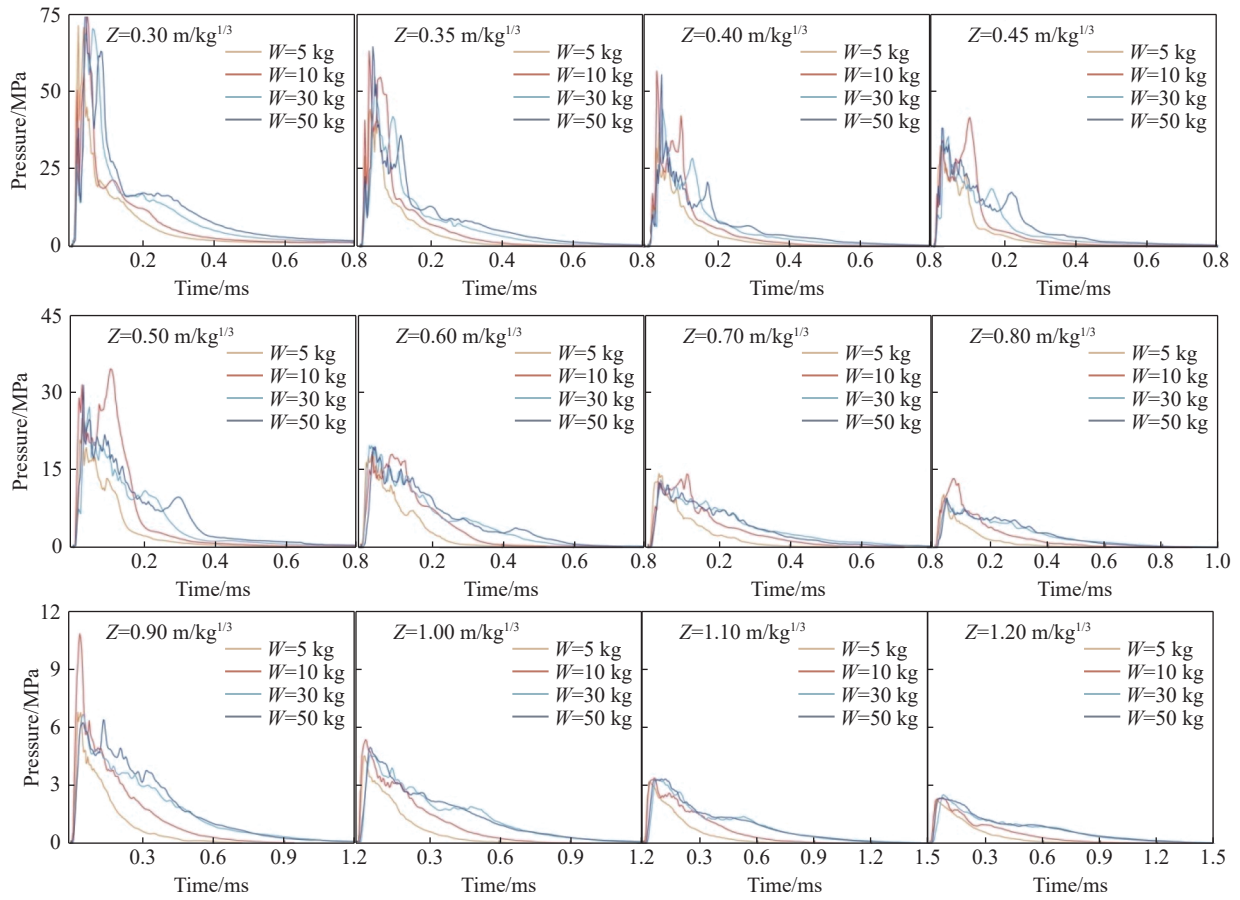 Pressure/MPa
75
50
25
0
Z=0.30 m/kg1/3
W=5 kg
W=10 kg
W=30 kg
W=50 kg
0.2 0.4 0.6 0.8
Time/ms
Z=0.35 m/kg1/3
W=5 kg
W=10 kg
W=30 kg
W=50 kg
0.2 0.4 0.6 0.8
Time/ms
Z=0.40 m/kg1/3
W=5 kg
W=10 kg
W=30 kg
W=50 kg
0.2 0.4 0.6 0.8
Time/ms
Z=0.45 m/kg1/3
W=5 kg
W=10 kg
W=30 kg
W=50 kg
0.2 0.4 0.6 0.8
Time/ms
Pressure/MPa
45
30
15
0
Z=0.50 m/kg1/3
W=5 kg
W=10 kg
W=30 kg
W=50 kg
0.2 0.4 0.6 0.8
Time/ms
Z=0.60 m/kg1/3
W=5 kg
W=10 kg
W=30 kg
W=50 kg
0.2 0.4 0.6 0.8
Time/ms
Z=0.70 m/kg1/3
W=5 kg
W=10 kg
W=30 kg
W=50 kg
0.2 0.4 0.6 0.8
Time/ms
Z=0.80 m/kg1/3
W=5 kg
W=10 kg
W=30 kg
W=50 kg
0.2 0.4 0.6 0.8 1.0
Time/ms
Pressure/MPa
12
9
6
3
0
Z=0.90 m/kg1/3
W=5 kg
W=10 kg
W=30 kg
W=50 kg
0.3 0.6 0.9 1.2
Time/ms
Z=1.00 m/kg1/3
W=5 kg
W=10 kg
W=30 kg
W=50 kg
0.3 0.6 0.9 1.2
Time/ms
Z=1.10 m/kg1/3
W=5 kg
W=10 kg
W=30 kg
W=50 kg
0.3 0.6 0.9 1.2 1.5
Time/ms
Z=1.20 m/kg1/3
W=5 kg
W=10 kg
W=30 kg
W=50 kg
0.3 0.6 0.9 1.2 1.5
Time/ms